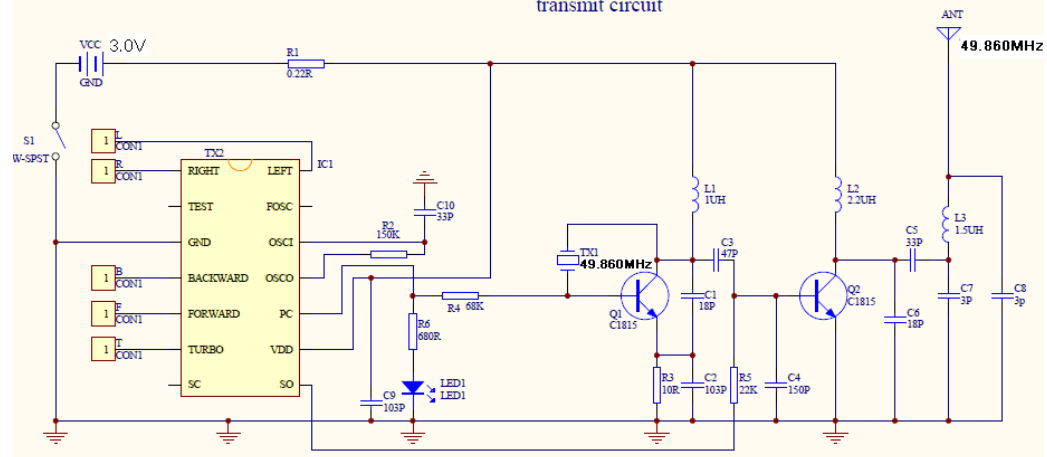 transmit circuit
ANT
49.860MHz
VCC 3.0V
GND
R1
0.22R
S1
W-SPST
1
L
CON1
1
R
CON1
TX2
IC1
RIGHT
LEFT
TEST
FOSC
GND
OSCI
BACKWARD
OSCO
FORWARD
PC
TURBO
VDD
SC
SO
1
B
CON1
1
F
CON1
1
T
CON1
C10
33P
R2
150K
R4
68K
R6
680R
LED1
LED1
C9
103P
TX1
49.860MHz
Q1
C1815
L1
1UH
C3
47P
C1
18P
R3
10R
C2
103P
R5
22K
C4
150P
L2
2.2UH
Q2
C1815
C5
33P
C6
18P
L3
1.5UH
C7
3P
C8
3p